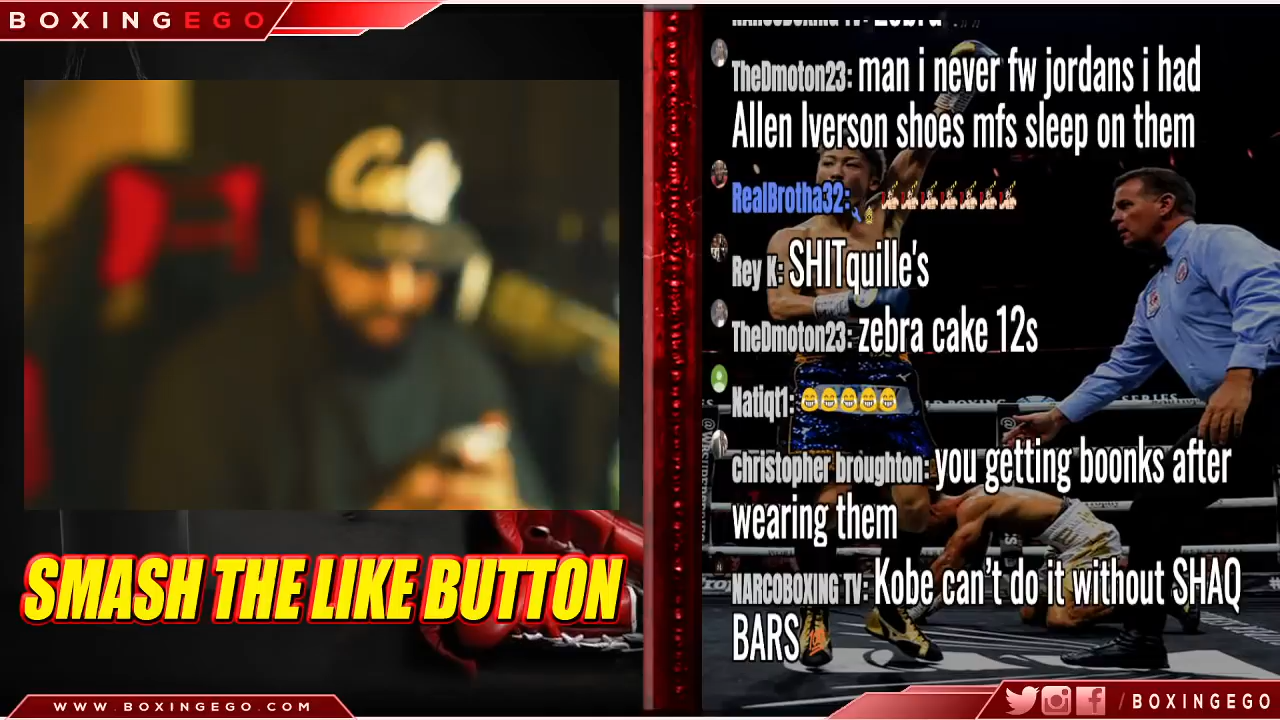 BOXINGEGO
TheDmoton23: man i never fw jordans i had
Allen Iverson shoes mfs sleep on them
RealBrotha32:
Rey K: SHITquille's
TheDmoton23: zebra cake 12s
Natiqt1:
christopher broughton: you getting boonks after
wearing them
NARCOBOXING TV: Kobe can't do it without SHAQ
BARS
SMASH THE LIKE BUTTON
WWW.BOXINGEGO.COM
/BOXINGEGO